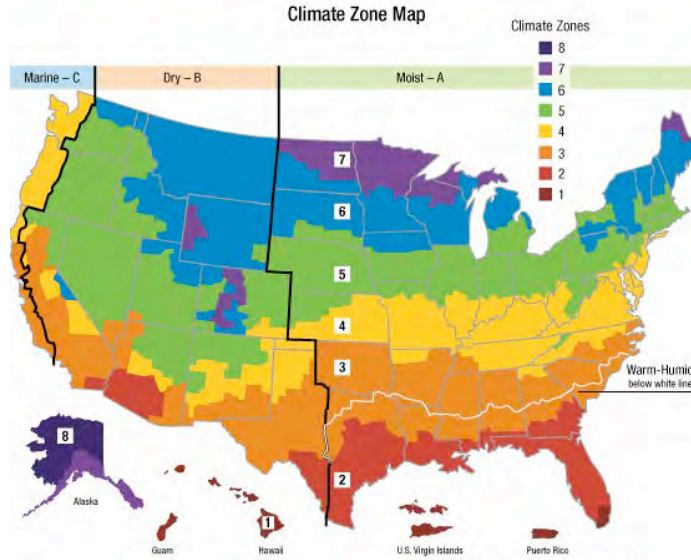 Climate Zone Map
Climate Zones
8
7
6
5
4
3
2
1
Marine – C
Dry – B
Moist – A
7
6
5
4
3
Warm-Humid
below white line
8
2
Alaska
1
Guam
Hawaii
U.S. Virgin Islands
Puerto Rico